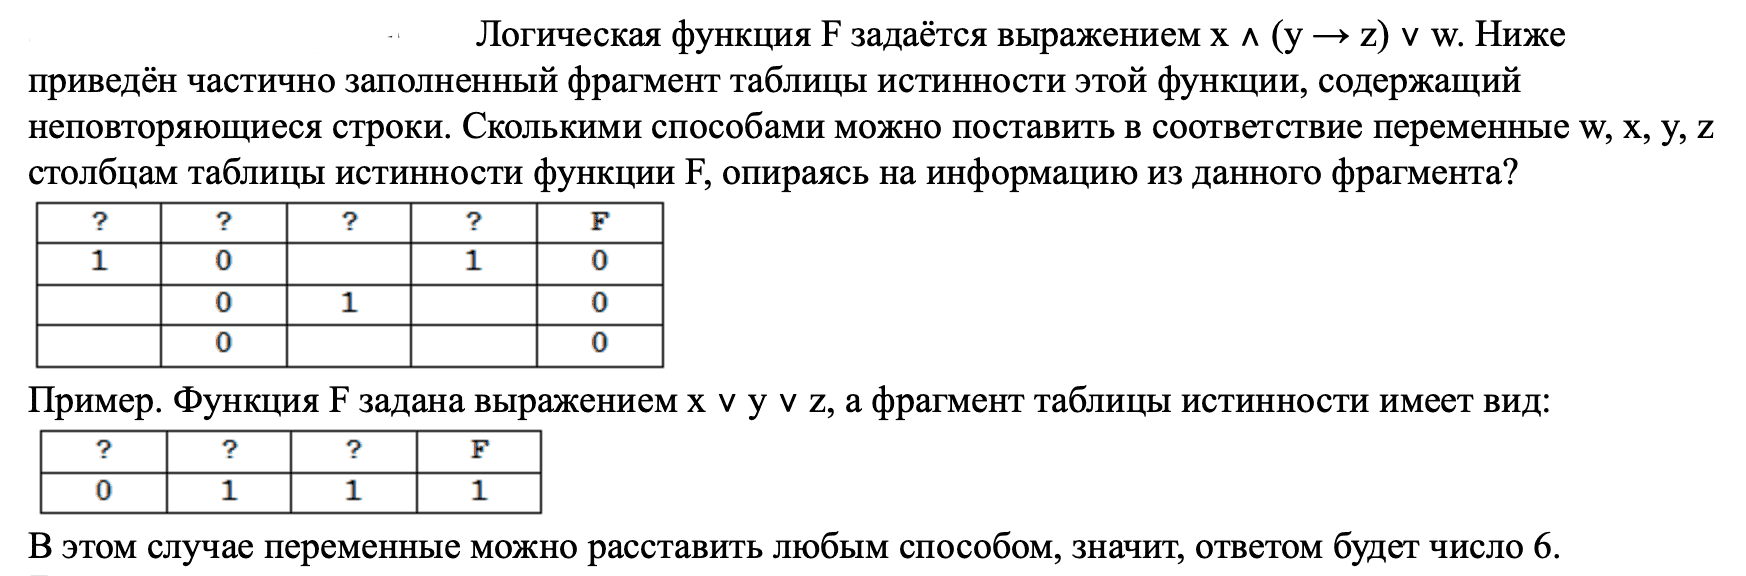 Логическая функция F задаётся выражением x ∧ (y → z) ∨ w. Ниже
приведён частично заполненный фрагмент таблицы истинности этой функции, содержащий
неповторяющиеся строки. Сколькими способами можно поставить в соответствие переменные w, x, y, z
столбцам таблицы истинности функции F, опираясь на информацию из данного фрагмента?
? ? ? ? F
1 0 1 0
0 1 0
0 0
Пример. Функция F задана выражением x ∨ y ∨ z, а фрагмент таблицы истинности имеет вид:
? ? ? F
0 1 1 1
В этом случае переменные можно расставить любым способом, значит, ответом будет число 6.